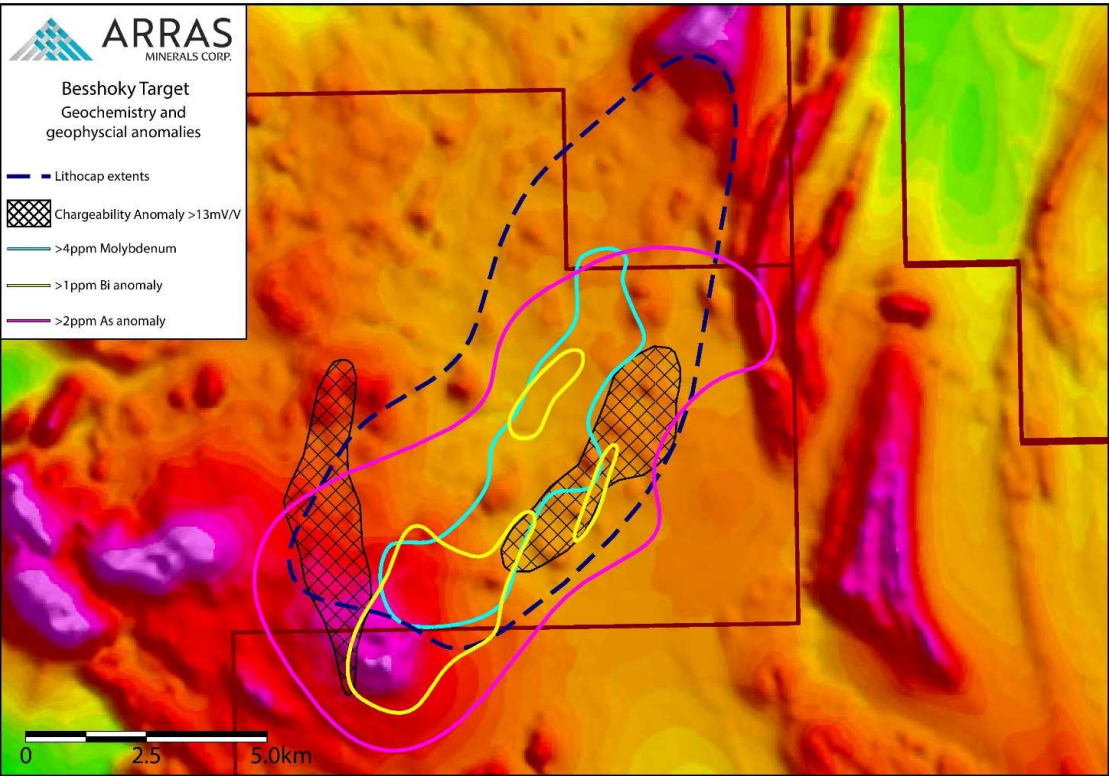 ARRAS
MINERALS CORP.
Besshoky Target
Geochemistry and
geophyscial anomalies
Lithocap extents
Chargeability Anomaly >13mV/V
>4ppm Molybdenum
>1ppm Bi anomaly
>2ppm As anomaly
0 2.5 5.0km